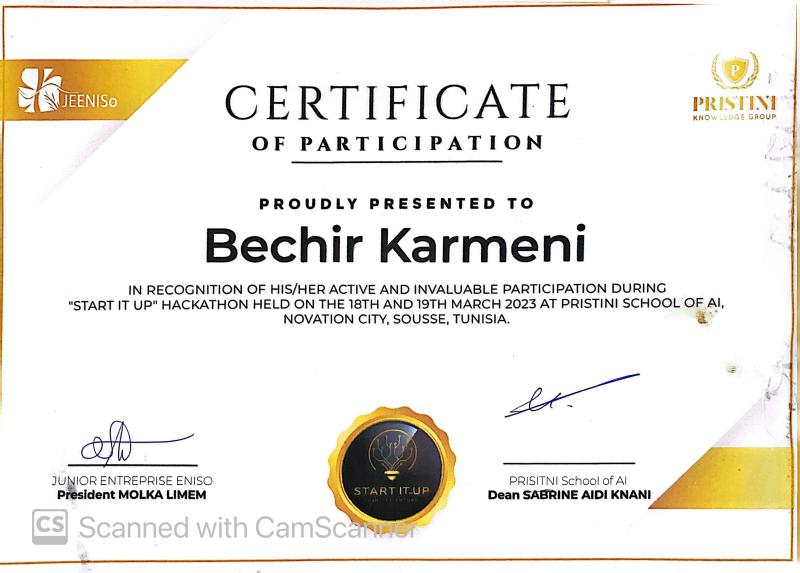 JEENISo
PRISTINI
KNOWLEDGE GROUP
CERTIFICATE
OF PARTICIPATION
PROUDLY PRESENTED TO
Bechir Karmeni
IN RECOGNITION OF HIS/HER ACTIVE AND INVALUABLE PARTICIPATION DURING
"START IT UP" HACKATHON HELD ON THE 18TH AND 19TH MARCH 2023 AT PRISTINI SCHOOL OF AI,
NOVATION CITY, SOUSSE, TUNISIA.
JUNIOR ENTREPRISE ENISO
President MOLKA LIMEM
START IT-UP
PRISITNI School of AI
Dean SABRINE AIDI KNANI
CS Scanned with CamScanner